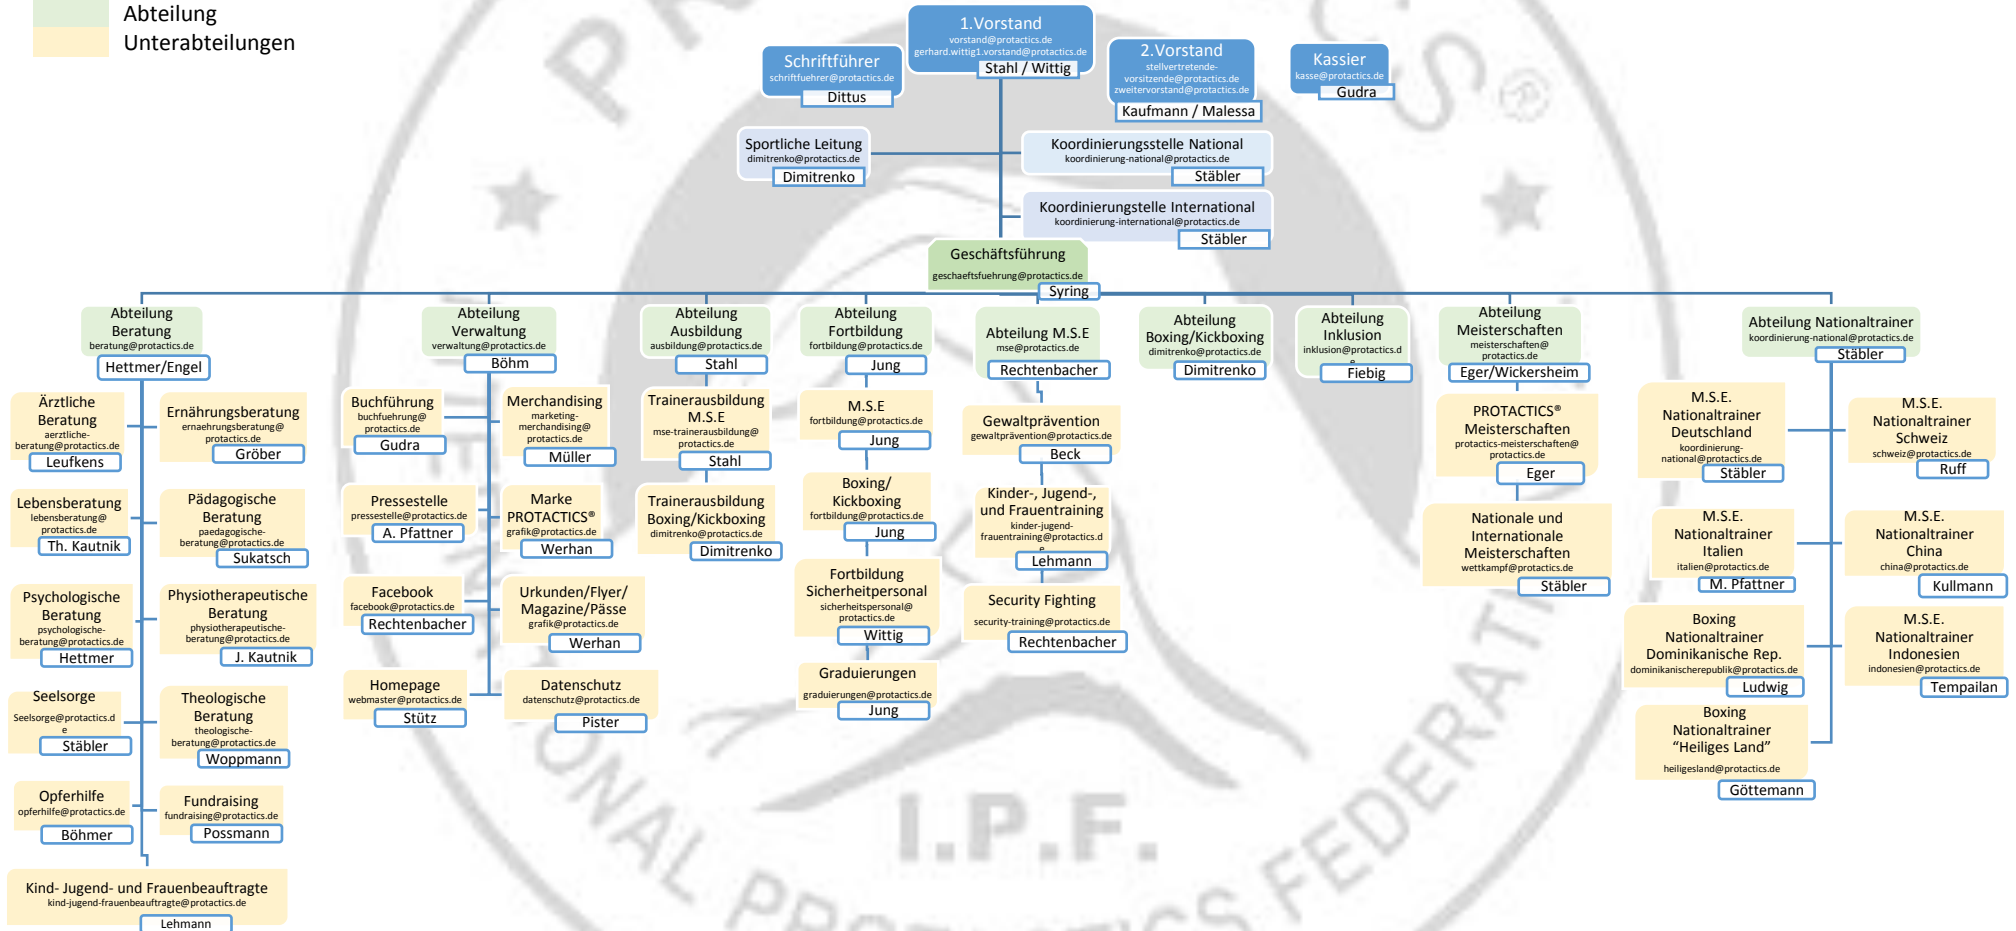 Abteilung
Unterabteilungen
1.Vorstand
vorstand@protactics.de
gerhard.wittig1.vorstand@protactics.de
Stahl / Wittig
Schriftführer
schriftfuehrer@protactics.de
Dittus
2.Vorstand
stellvertretende-
vorsitzende@protactics.de
zweitervorstand@protactics.de
Kaufmann / Malessa
Kassier
kasse@protactics.de
Gudra
Sportliche Leitung
dimitrenko@protactics.de
Dimitrenko
Koordinierungsstelle National
koordinierung-national@protactics.de
Stäbler
Koordinierungstelle International
koordinierung-international@protactics.de
Stäbler
Geschäftsführung
geschaeftsfuehrung@protactics.de
Syring
Abteilung
Beratung
beratung@protactics.de
Hettmer/Engel
Ärztliche
Beratung
aerztliche-
beratung@protactics.de
Leufkens
Ernährungsberatung
ernaehrungsberatung@
protactics.de
Gröber
Lebensberatung
lebensberatung@
protactics.de
Th. Kautnik
Pädagogische
Beratung
paedagogische-
beratung@protactics.de
Sukatsch
Psychologische
Beratung
psychologische-
beratung@protactics.de
Hettmer
Physiotherapeutische
Beratung
physiotherapeutische-
beratung@protactics.de
J. Kautnik
Seelsorge
Seelsorge@protactics.d
e
Stäbler
Theologische
Beratung
theologische-
beratung@protactics.de
Woppmann
Opferhilfe
opferhilfe@protactics.de
Böhmer
Fundraising
fundraising@protactics.de
Possmann
Kind- Jugend- und Frauenbeauftragte
kind-jugend-frauenbeauftragte@protactics.de
Lehmann
Abteilung
Verwaltung
verwaltung@protactics.de
Böhm
Buchführung
buchfuehrung@
protactics.de
Gudra
Merchandising
marketing-
merchandising@
protactics.de
Müller
Pressestelle
pressestelle@protactics.de
A. Pfattner
Marke
PROTACTICS®
grafik@protactics.de
Werhan
Facebook
facebook@protactics.de
Rechtenbacher
Urkunden/Flyer/
Magazine/Pässe
grafik@protactics.de
Werhan
Homepage
webmaster@protactics.de
Stütz
Datenschutz
datenschutz@protactics.de
Pister
Abteilung
Ausbildung
ausbildung@protactics.de
Stahl
Trainerausbildung
M.S.E
mse-trainerausbildung@
protactics.de
Stahl
Trainerausbildung
Boxing/Kickboxing
dimitrenko@protactics.de
Dimitrenko
Abteilung
Fortbildung
fortbildung@protactics.de
Jung
M.S.E
fortbildung@protactics.de
Jung
Boxing/
Kickboxing
fortbildung@protactics.de
Jung
Fortbildung
Sicherheitpersonal
sicherheitspersonal@
protactics.de
Wittig
Graduierungen
graduierungen@protactics.de
Jung
Abteilung M.S.E
mse@protactics.de
Rechtenbacher
Gewaltprävention
gewaltprävention@protactics.de
Beck
Kinder-, Jugend-,
und Frauentraining
kinder-jugend-
frauentraining@protactics.d
e
Lehmann
Security Fighting
security-training@protactics.de
Rechtenbacher
Abteilung
Boxing/Kickboxing
dimitrenko@protactics.de
Dimitrenko
Abteilung
Inklusion
inklusion@protactics.d
e
Fiebig
Abteilung
Meisterschaften
meisterschaften@
protactics.de
Eger/Wickersheim
PROTACTICS®
Meisterschaften
protactics-meisterschaften@
protactics.de
Eger
Nationale und
Internationale
Meisterschaften
wettkampf@protactics.de
Stäbler
Abteilung Nationaltrainer
koordinierung-national@protactics.de
Stäbler
M.S.E.
Nationaltrainer
Deutschland
koordinierung-
national@protactics.de
Stäbler
M.S.E.
Nationaltrainer
Schweiz
schweiz@protactics.de
Ruff
M.S.E.
Nationaltrainer
Italien
italien@protactics.de
M. Pfattner
M.S.E.
Nationaltrainer
China
china@protactics.de
Kullmann
Boxing
Nationaltrainer
Dominikanische Rep.
dominikanischerepublik@protactics.de
Ludwig
M.S.E.
Nationaltrainer
Indonesien
indonesien@protactics.de
Tempailan
Boxing
Nationaltrainer
“Heiliges Land”
heiligesland@protactics.de
Göttemann
I.P.F.